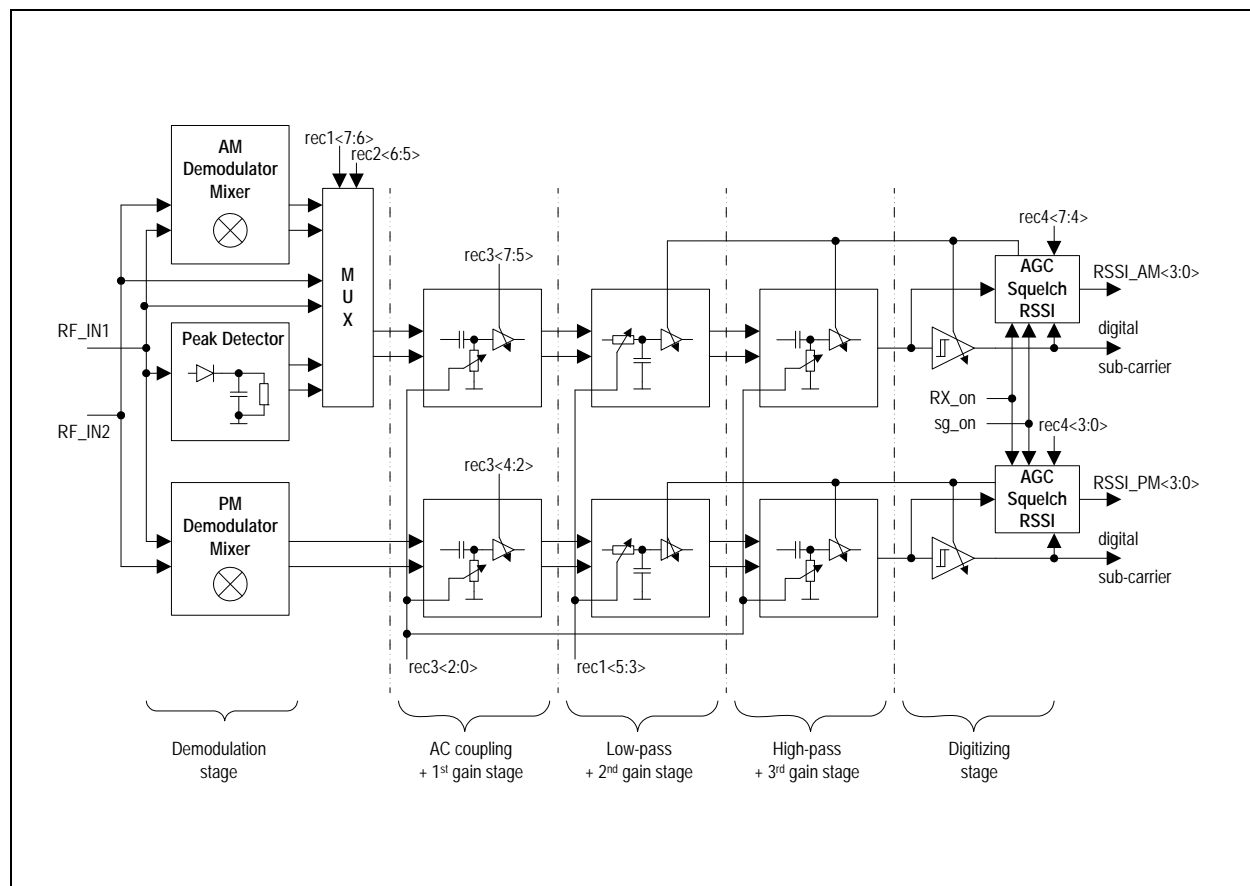 AM
Demodulator
Mixer
rec1<7:6>
rec2<6:5>
M
U
X
RF_IN1
RF_IN2
Peak Detector
PM
Demodulator
Mixer
rec3<7:5>
rec3<4:2>
rec3<2:0>
rec1<5:3>
rec4<7:4>
AGC
Squelch
RSSI
RSSI_AM<3:0>
digital
sub-carrier
RX_on
sg_on
rec4<3:0>
AGC
Squelch
RSSI
RSSI_PM<3:0>
digital
sub-carrier
Demodulation
stage
AC coupling
+ 1st gain stage
Low-pass
+ 2nd gain stage
High-pass
+ 3rd gain stage
Digitizing
stage